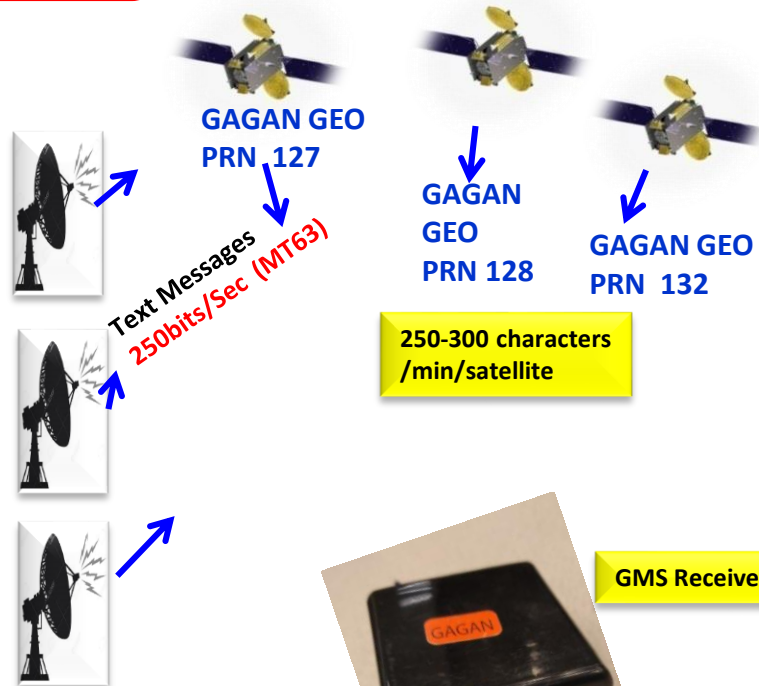 GAGAN GEO
PRN 127
GAGAN
GEO
PRN 128
GAGAN GEO
PRN 132
Text Messages
250bits/Sec (MT63)
250-300 characters
/min/satellite
GMS Receive
GAGAN